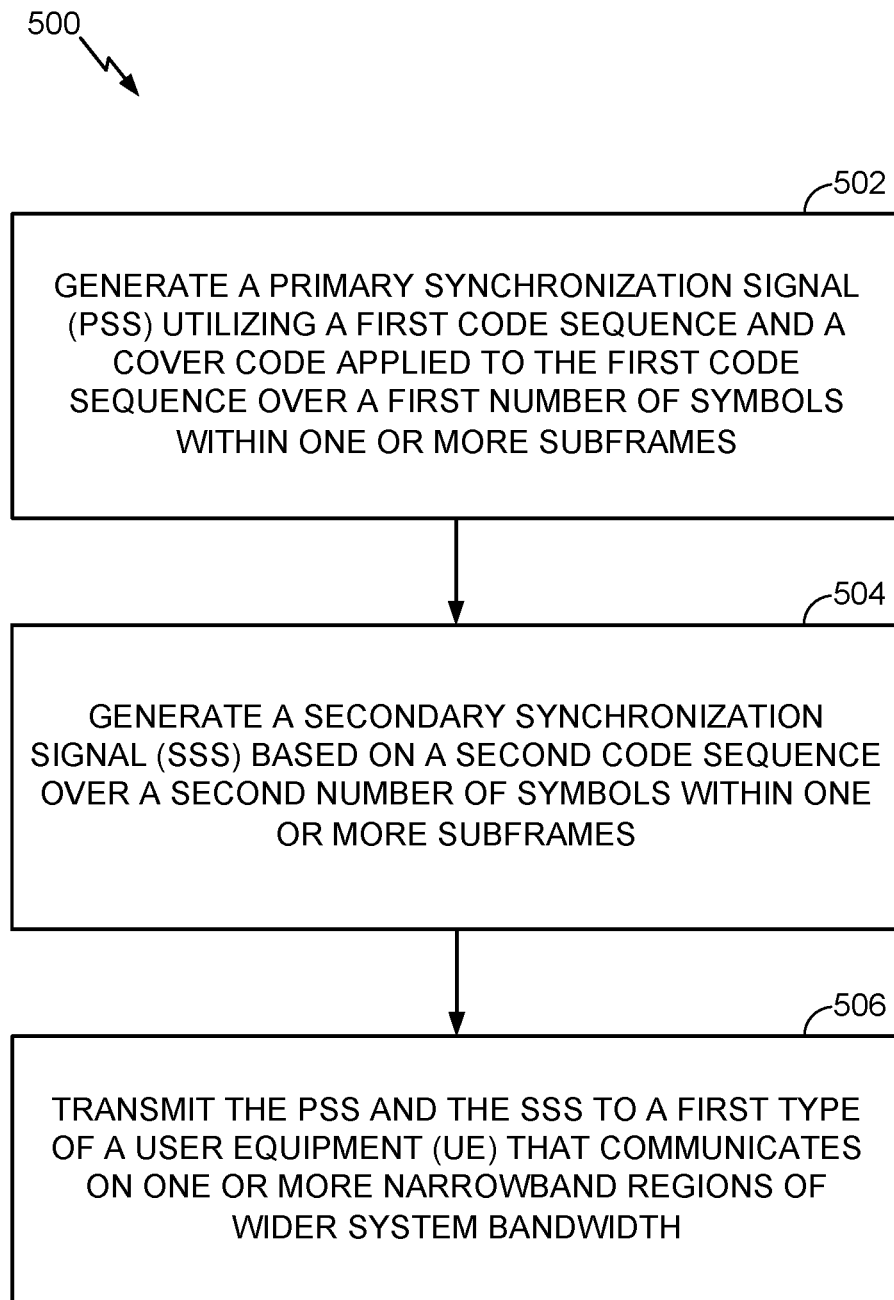 500
502
GENERATE A PRIMARY SYNCHRONIZATION SIGNAL
(PSS) UTILIZING A FIRST CODE SEQUENCE AND A
COVER CODE APPLIED TO THE FIRST CODE
SEQUENCE OVER A FIRST NUMBER OF SYMBOLS
WITHIN ONE OR MORE SUBFRAMES
504
GENERATE A SECONDARY SYNCHRONIZATION
SIGNAL (SSS) BASED ON A SECOND CODE SEQUENCE
OVER A SECOND NUMBER OF SYMBOLS WITHIN ONE
OR MORE SUBFRAMES
506
TRANSMIT THE PSS AND THE SSS TO A FIRST TYPE
OF A USER EQUIPMENT (UE) THAT COMMUNICATES
ON ONE OR MORE NARROWBAND REGIONS OF
WIDER SYSTEM BANDWIDTH